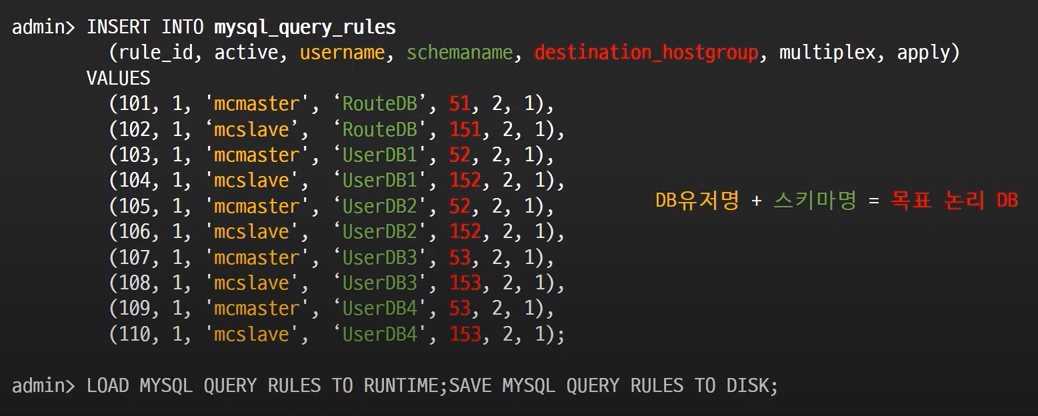 admin> INSERT INTO mysql_query_rules
(rule_id, active, username, schemaname, destination_hostgroup, multiplex, apply)
VALUES
(101, 1, 'mcmaster', ‘RouteDB’, 51, 2, 1),
(102, 1, ‘mcslave’, ‘RouteDB', 151, 2, 1),
(103, 1, 'mcmaster', ‘UserDB1', 52, 2, 1),
(104, 1, 'mcslave', ‘UserDB1', 152, 2, 1),
(105, 1, 'mcmaster', ‘UserDB2', 52, 2, 1),
(106, 1, 'mcslave', ‘UserDB2', 152, 2, 1),
(107, 1, 'mcmaster', ‘UserDB3', 53, 2, 1),
(108, 1, 'mcslave', ‘UserDB3', 153, 2, 1),
(109, 1, 'mcmaster', ‘UserDB4', 53, 2, 1),
(110, 1, 'mcslave', ‘UserDB4', 153, 2, 1);
DB유저명 + 스키마명 = 목표 논리 DB
admin> LOAD MYSQL QUERY RULES TO RUNTIME;SAVE MYSQL QUERY RULES TO DISK;